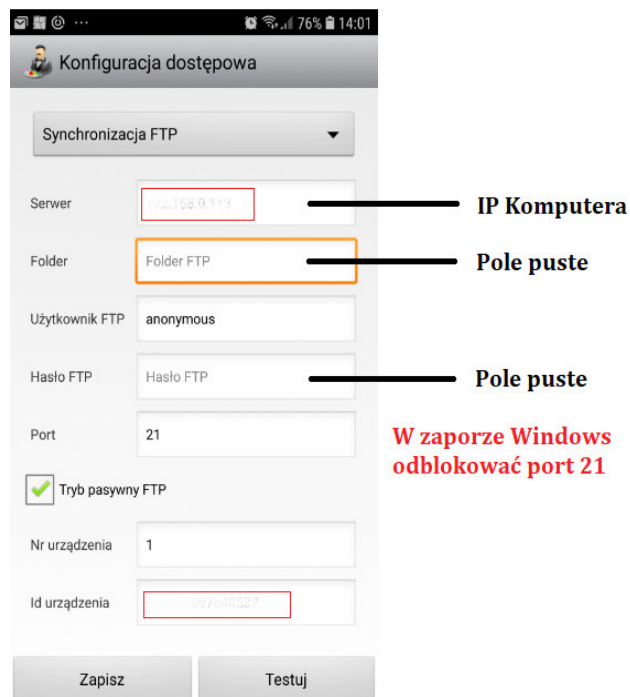 76% 14:01
Konfiguracja dostępowa
Synchronizacja FTP
Serwer
IP Komputera
Folder Folder FTP Pole puste
Użytkownik FTP anonymous
Hasło FTP Hasło FTP Pole puste
Port 21
W zaporze Windows
odblokować port 21
Tryb pasywny FTP
Nr urządzenia 1
Id urządzenia
Zapisz Testuj